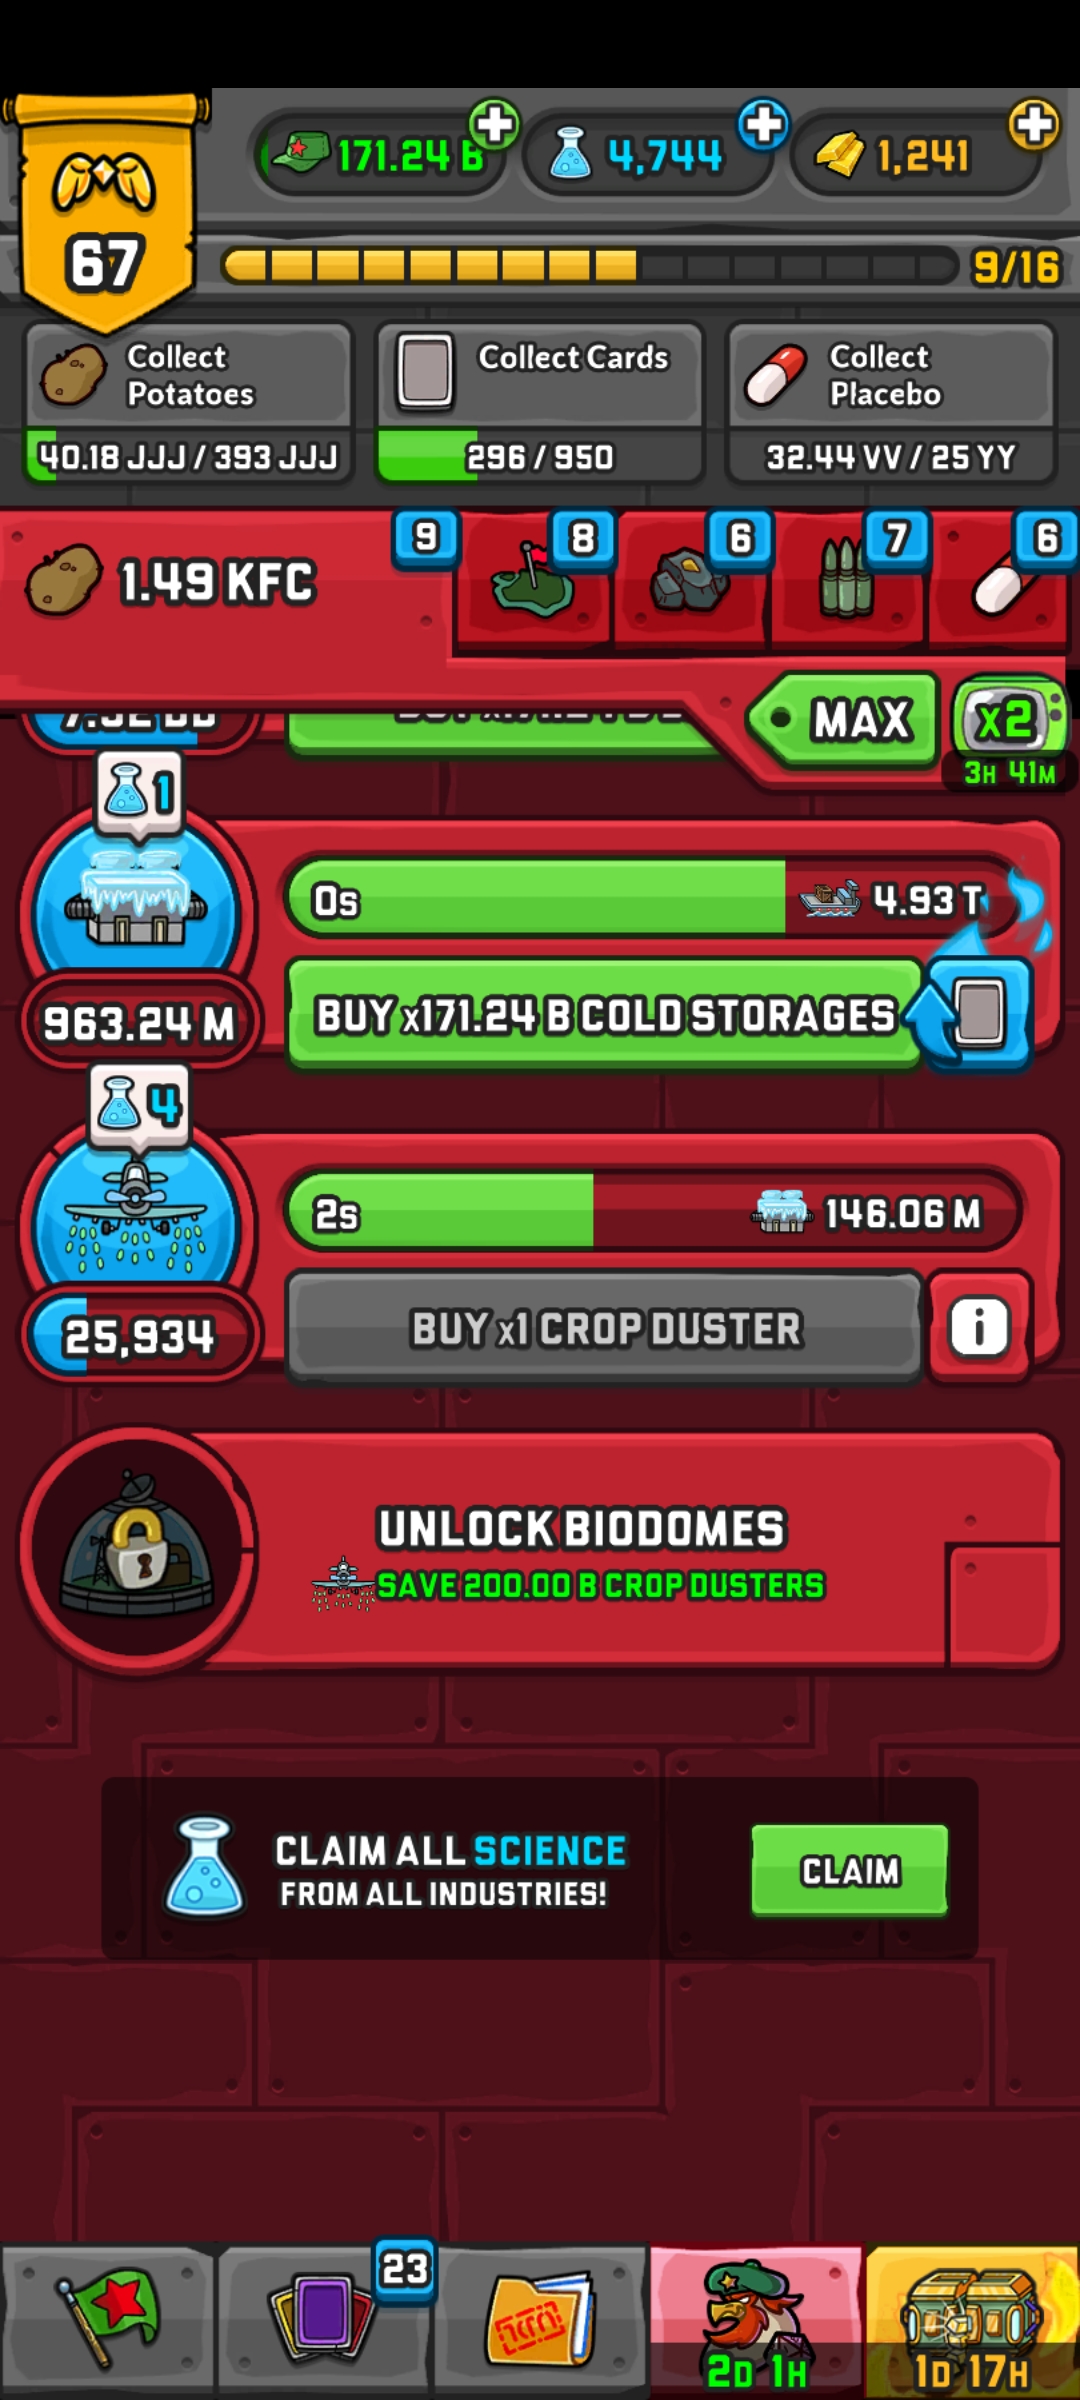 67
171.24 B
4,744
1,241
9/16
Collect
Potatoes
40.18 JJJ / 393 JJJ
Collect Cards
296 / 950
Collect
Placebo
32.44 VV / 25 YY
1.49 KFC
9
8
6
7
6
MAX
x2
3H 41M
1
0s
4.93 T
963.24 M
BUY x171.24 B COLD STORAGES
4
2s
146.06 M
25,934
BUY x1 CROP DUSTER
i
UNLOCK BIODOMES
SAVE 200.00 B CROP DUSTERS
CLAIM ALL SCIENCE
FROM ALL INDUSTRIES!
CLAIM
23
2D 1H
1D 17H